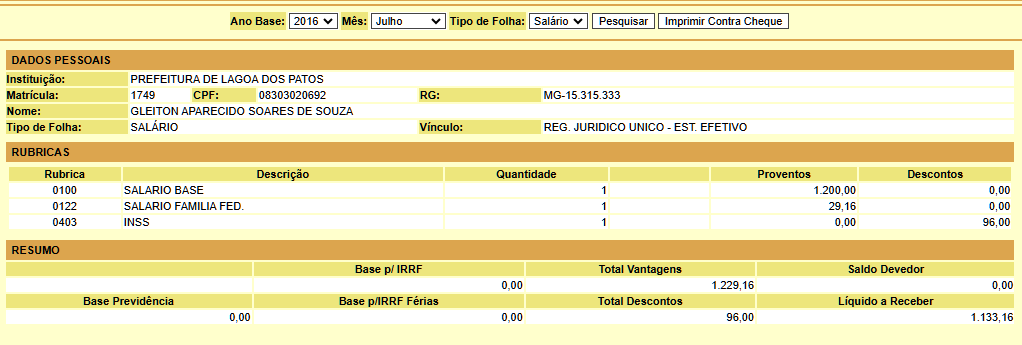 Ano Base: 2016 Mês: Julho Tipo de Folha: Salário Pesquisar Imprimir Contra Cheque
DADOS PESSOAIS
Instituição: PREFEITURA DE LAGOA DOS PATOS
Matrícula: 1749 CPF: 08303020692 RG: MG-15.315.333
Nome: GLEITON APARECIDO SOARES DE SOUZA
Tipo de Folha: SALÁRIO Vínculo: REG. JURIDICO UNICO - EST. EFETIVO
RUBRICAS
Rubrica Descrição Quantidade Proventos Descontos
0100 SALARIO BASE 1 1.200,00 0,00
0122 SALARIO FAMILIA FED. 1 29,16 0,00
0403 INSS 1 0,00 96,00
RESUMO
Base p/ IRRF Total Vantagens Saldo Devedor
0,00 1.229,16 0,00
Base Previdência Base p/IRRF Férias Total Descontos Líquido a Receber
0,00 0,00 96,00 1.133,16